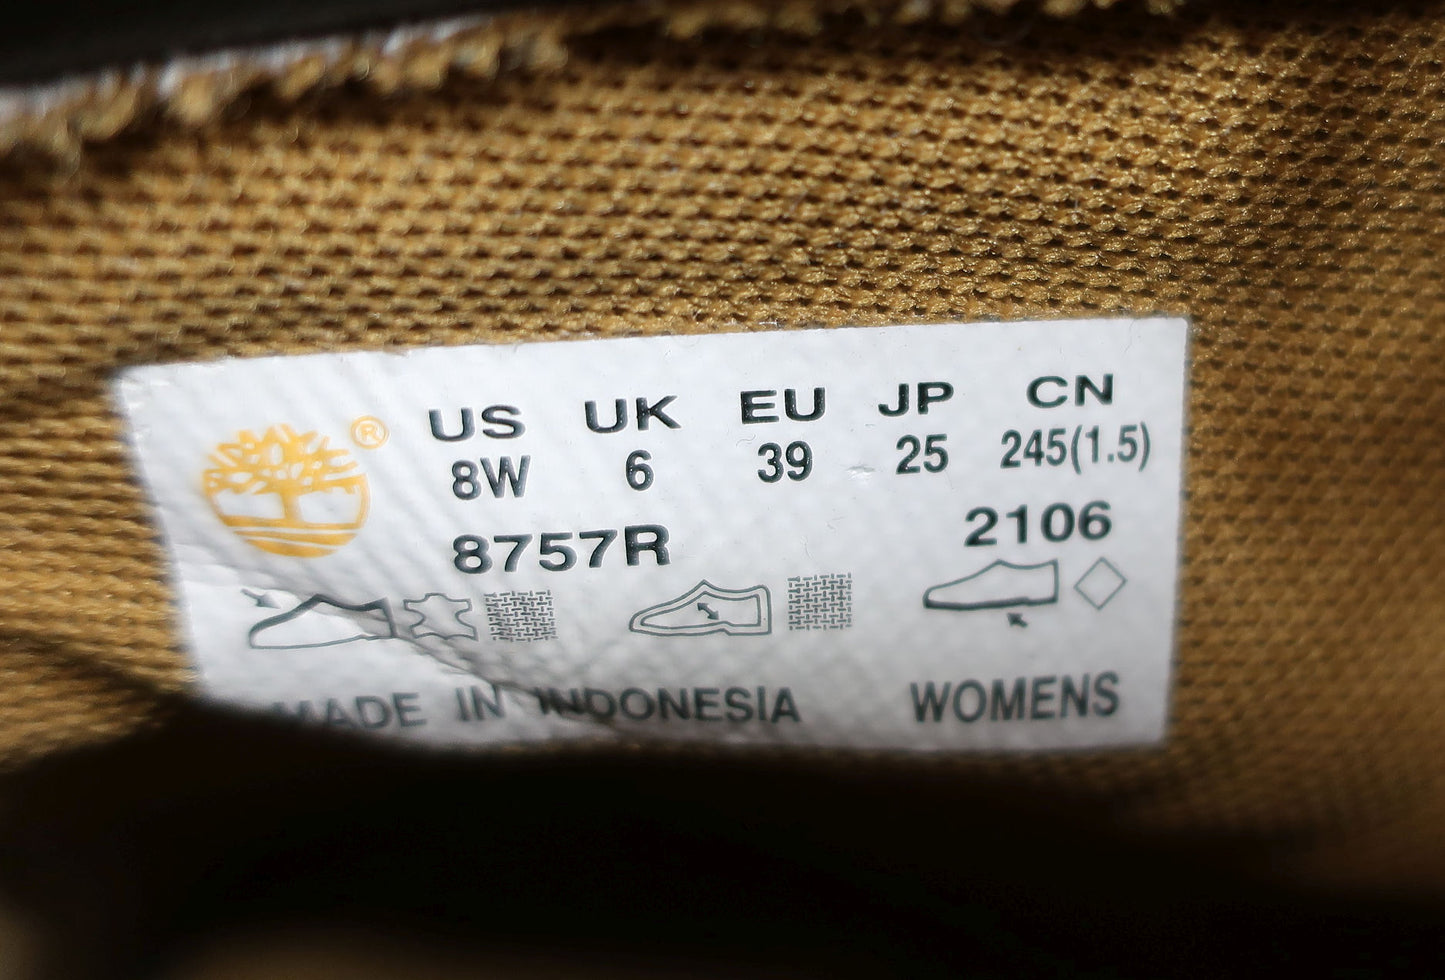 ®
US UK EU JP CN
8W 6 39 25 245(1.5)
8757R 2106
MADE IN INDONESIA WOMENS